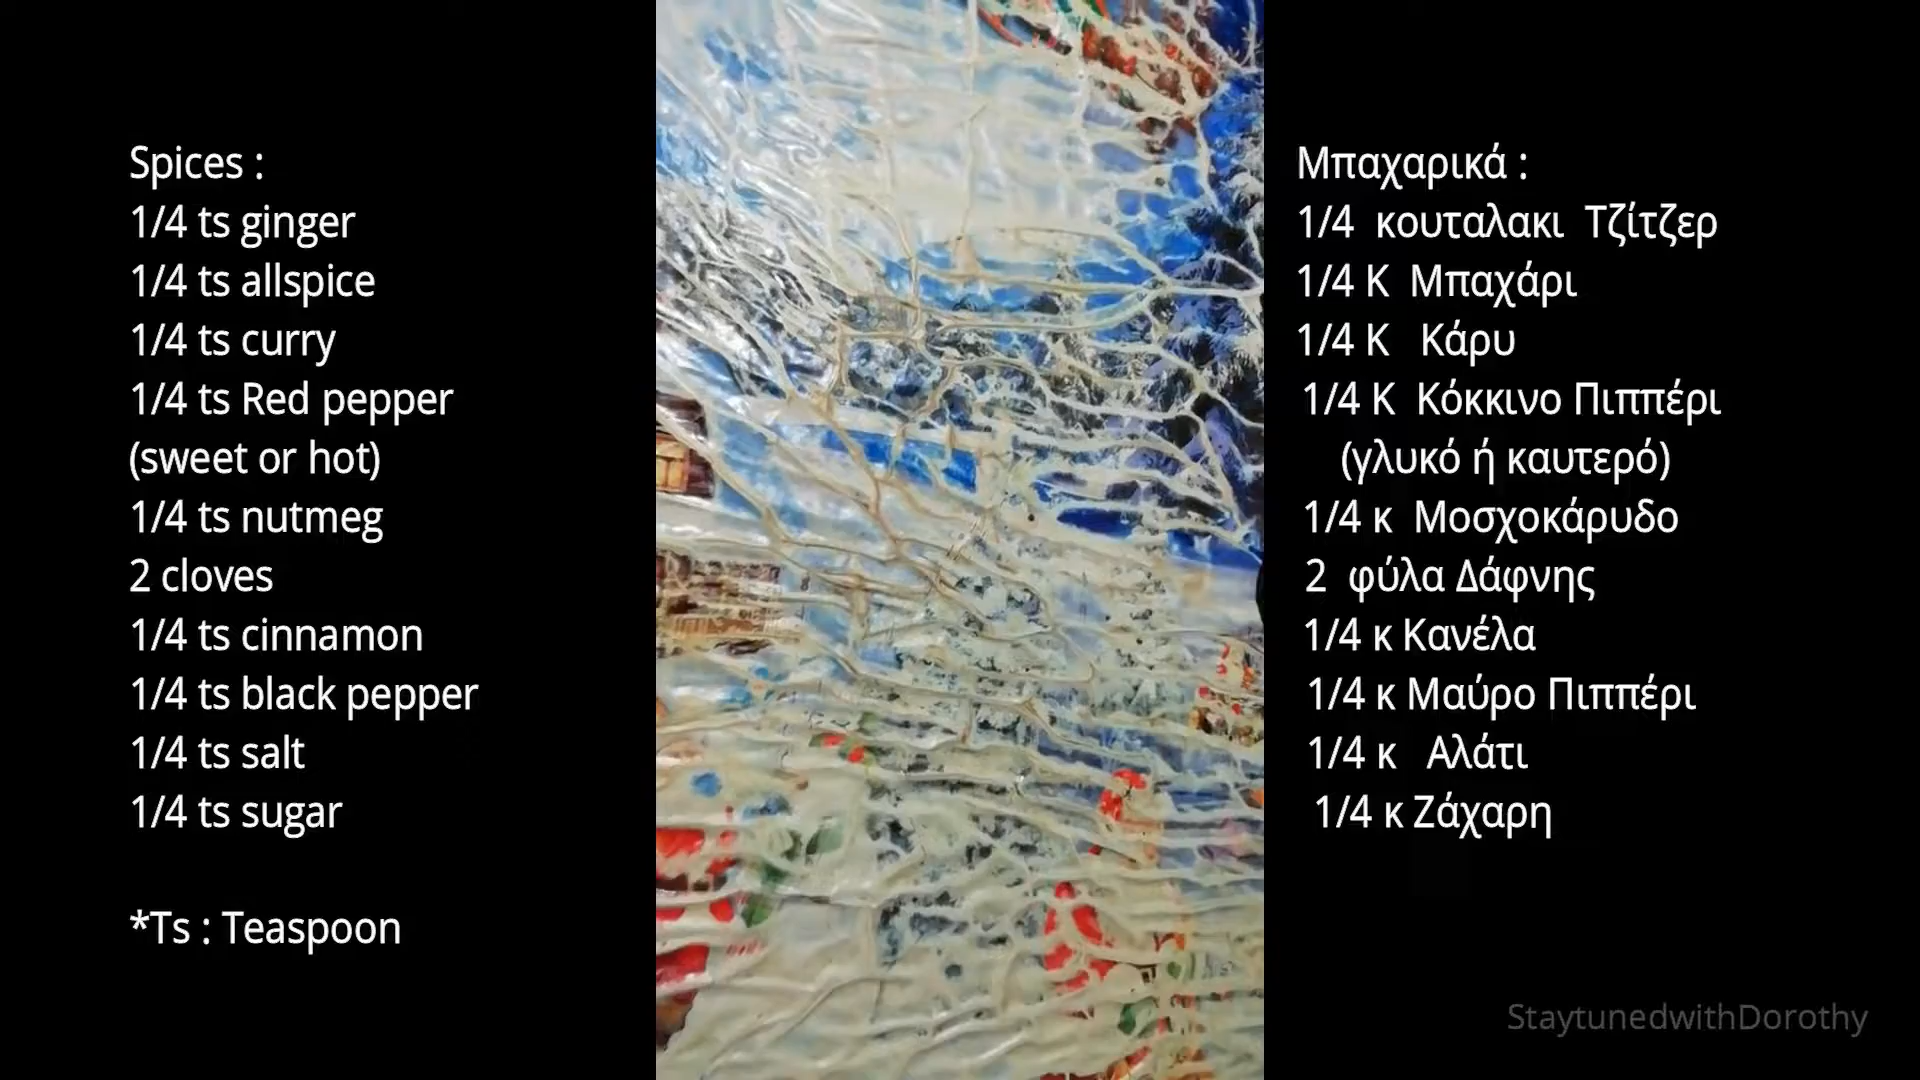 Spices :
1/4 ts ginger
1/4 ts allspice
1/4 ts curry
1/4 ts Red pepper
(sweet or hot)
1/4 ts nutmeg
2 cloves
1/4 ts cinnamon
1/4 ts black pepper
1/4 ts salt
1/4 ts sugar
*Ts : Teaspoon
Μπαχαρικά :
1/4 κουταλακι Τζίτζερ
1/4 Κ Μπαχάρι
1/4 Κ Κάρυ
1/4 Κ Κόκκινο Πιππέρι
(γλυκό ή καυτερό)
1/4 κ Μοσχοκάρυδο
2 φύλα Δάφνης
1/4 κ Κανέλα
1/4 κ Μαύρο Πιππέρι
1/4 κ Αλάτι
1/4 κ Ζάχαρη
StaytunedwithDorothy